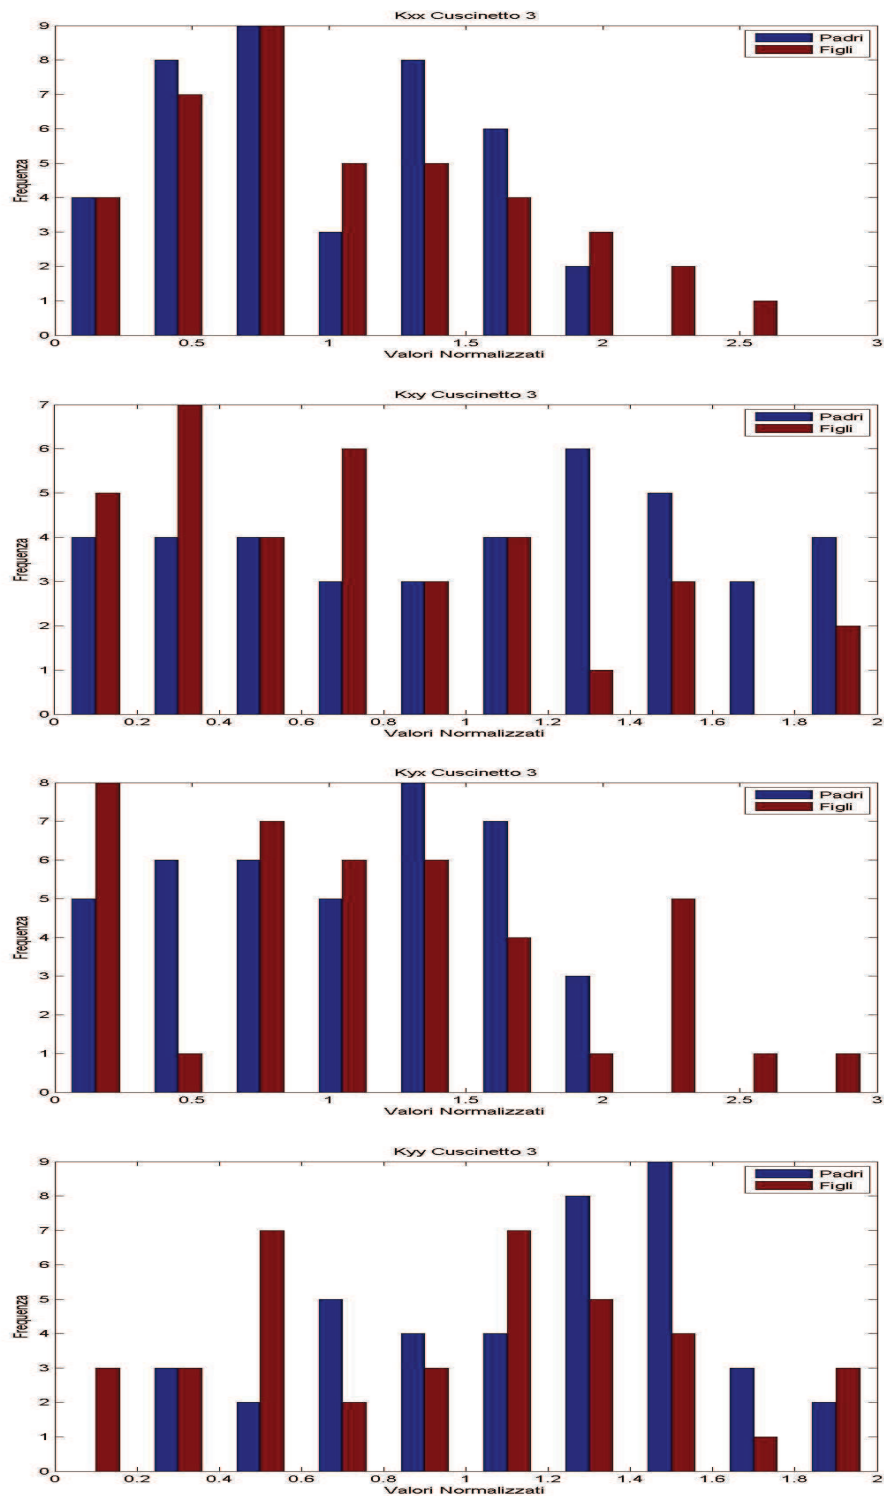 Kxx Cuscinetto 3
9
8
7
6
5
4
3
2
1
0
Frequenza
Padri
Figli
0 0.5 1 1.5 2 2.5 3
Valori Normalizzati
Kxy Cuscinetto 3
7
6
5
4
3
2
1
0
Frequenza
Padri
Figli
0 0.2 0.4 0.6 0.8 1 1.2 1.4 1.6 1.8 2
Valori Normalizzati
Kyx Cuscinetto 3
8
7
6
5
4
3
2
1
0
Frequenza
Padri
Figli
0 0.5 1 1.5 2 2.5 3
Valori Normalizzati
Kyy Cuscinetto 3
9
8
7
6
5
4
3
2
1
0
Frequenza
Padri
Figli
0 0.2 0.4 0.6 0.8 1 1.2 1.4 1.6 1.8 2
Valori Normalizzati